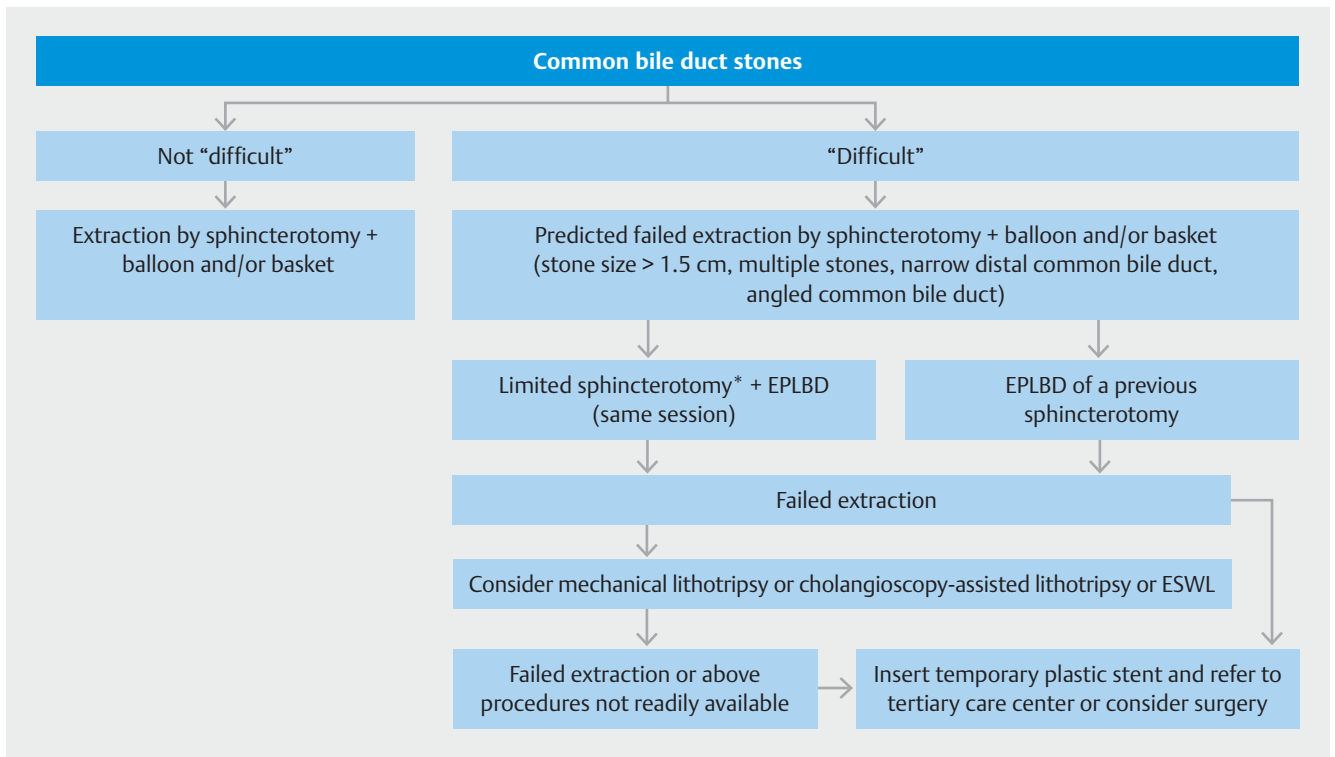 Common bile duct stones
Not “difficult”
“Difficult”
Extraction by sphincterotomy +
balloon and/or basket
Predicted failed extraction by sphincterotomy + balloon and/or basket
(stone size > 1.5 cm, multiple stones, narrow distal common bile duct,
angled common bile duct)
Limited sphincterotomy* + EPLBD
(same session)
EPLBD of a previous
sphincterotomy
Failed extraction
Consider mechanical lithotripsy or cholangioscopy-assisted lithotripsy or ESWL
Failed extraction or above
procedures not readily available
Insert temporary plastic stent and refer to
tertiary care center or consider surgery